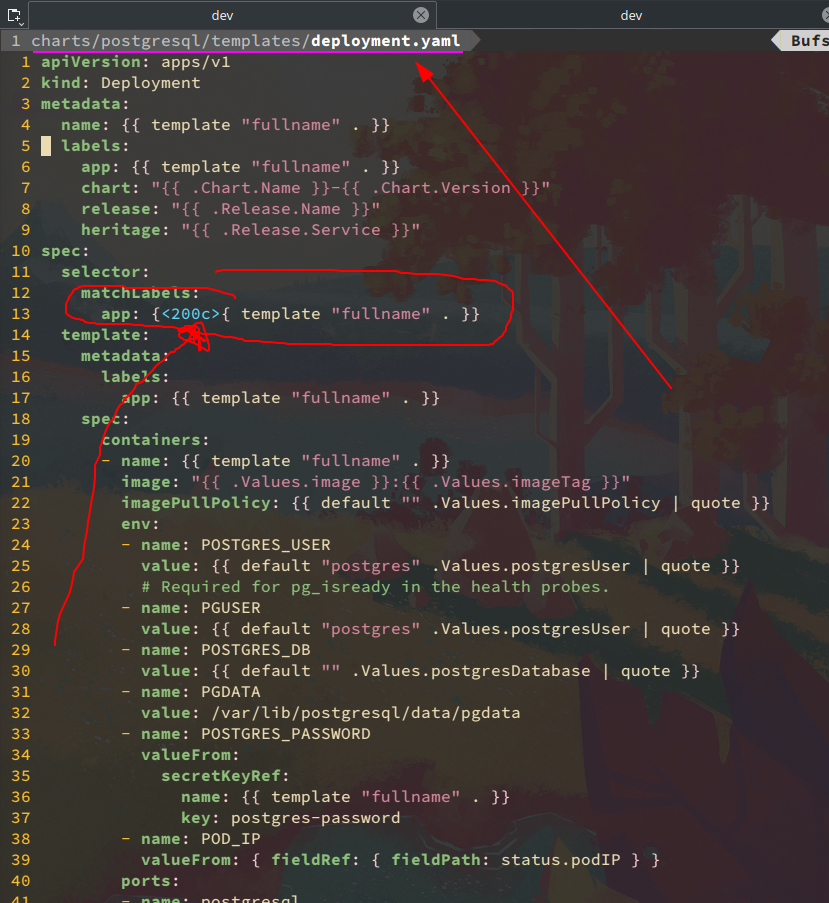 dev
dev
1 charts/postgresql/templates/deployment.yaml
Bufs
1 apiVersion: apps/v1
2 kind: Deployment
3 metadata:
4   name: {{ template "fullname" . }}
5   labels:
6     app: {{ template "fullname" . }}
7     chart: "{{ .Chart.Name }}-{{ .Chart.Version }}"
8     release: "{{ .Release.Name }}"
9     heritage: "{{ .Release.Service }}"
10 spec:
11   selector:
12     matchLabels:
13       app: {<200c>{ template "fullname" . }}
14   template:
15     metadata:
16       labels:
17         app: {{ template "fullname" . }}
18     spec:
19       containers:
20       - name: {{ template "fullname" . }}
21         image: "{{ .Values.image }}:{{ .Values.imageTag }}"
22         imagePullPolicy: {{ default "" .Values.imagePullPolicy | quote }}
23         env:
24         - name: POSTGRES_USER
25           value: {{ default "postgres" .Values.postgresUser | quote }}
26           # Required for pg_isready in the health probes.
27         - name: PGUSER
28           value: {{ default "postgres" .Values.postgresUser | quote }}
29         - name: POSTGRES_DB
30           value: {{ default "" .Values.postgresDatabase | quote }}
31         - name: PGDATA
32           value: /var/lib/postgresql/data/pgdata
33         - name: POSTGRES_PASSWORD
34           valueFrom:
35             secretKeyRef:
36               name: {{ template "fullname" . }}
37               key: postgres-password
38         - name: POD_IP
39           valueFrom: { fieldRef: { fieldPath: status.podIP } }
40         ports:
41         - name: postgresql